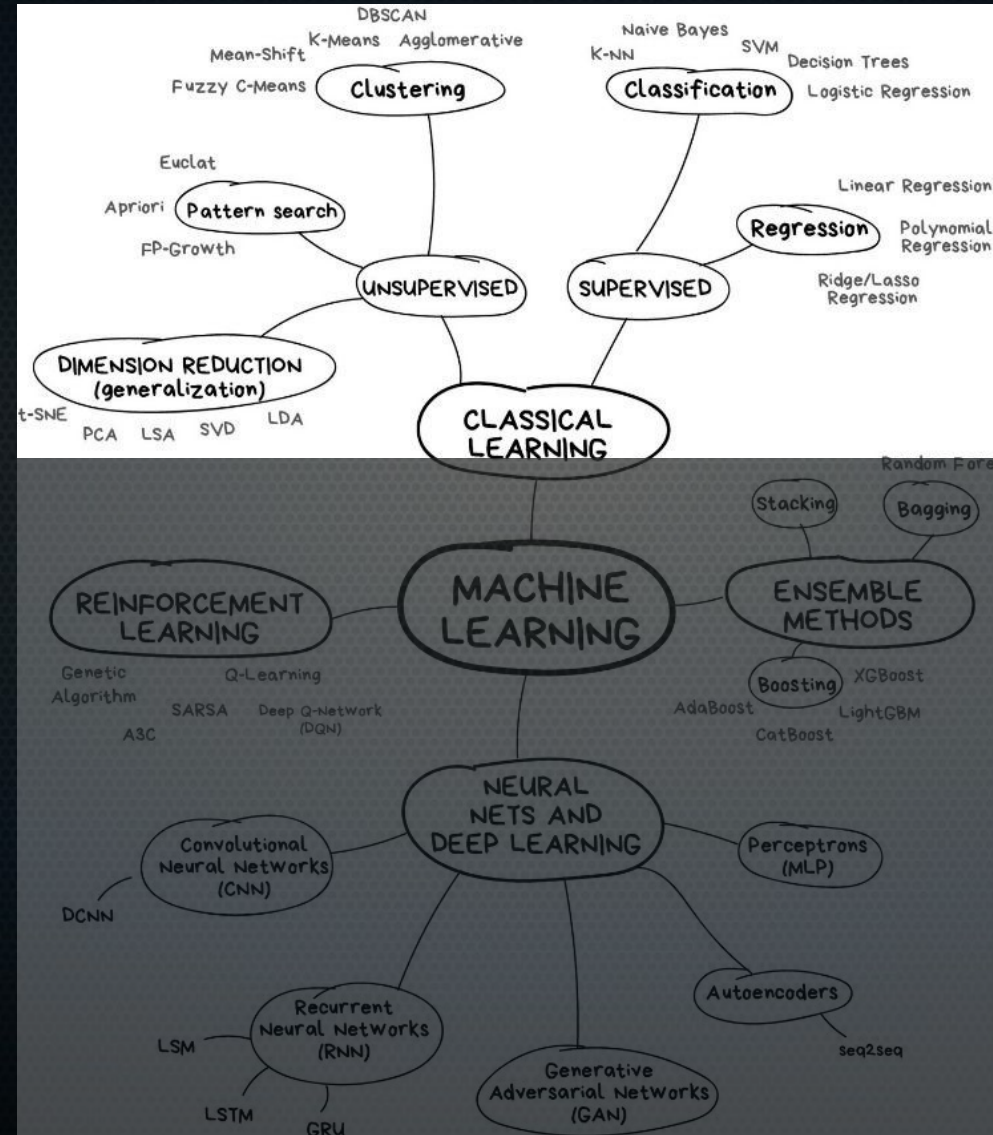 DBSCAN
K-Means
Agglomerative
Mean-Shift
Fuzzy C-Means
Clustering
Naive Bayes
K-NN
SVM
Decision Trees
Classification
Logistic Regression
Euclat
Apriori
Pattern search
FP-Growth
Linear Regression
Regression
Polynomial
Regression
Ridge/Lasso
Regression
UNSUPERVISED
SUPERVISED
DIMENSION REDUCTION
(generalization)
t-SNE
PCA
LSA
SVD
LDA
CLASSICAL
LEARNING
Random Fore
Stacking
Bagging
MACHINE
LEARNING
REINFORCEMENT
LEARNING
Genetic
Algorithm
Q-Learning
SARSA
Deep Q-Network
(DQN)
A3C
ENSEMBLE
METHODS
Boosting
XGBoost
AdaBoost
LightGBM
CatBoost
NEURAL
NETS AND
DEEP LEARNING
Convolutional
Neural Networks
(CNN)
DCNN
Perceptrons
(MLP)
Autoencoders
seq2seq
Recurrent
Neural Networks
(RNN)
LSM
LSTM
GRU
Generative
Adversarial Networks
(GAN)